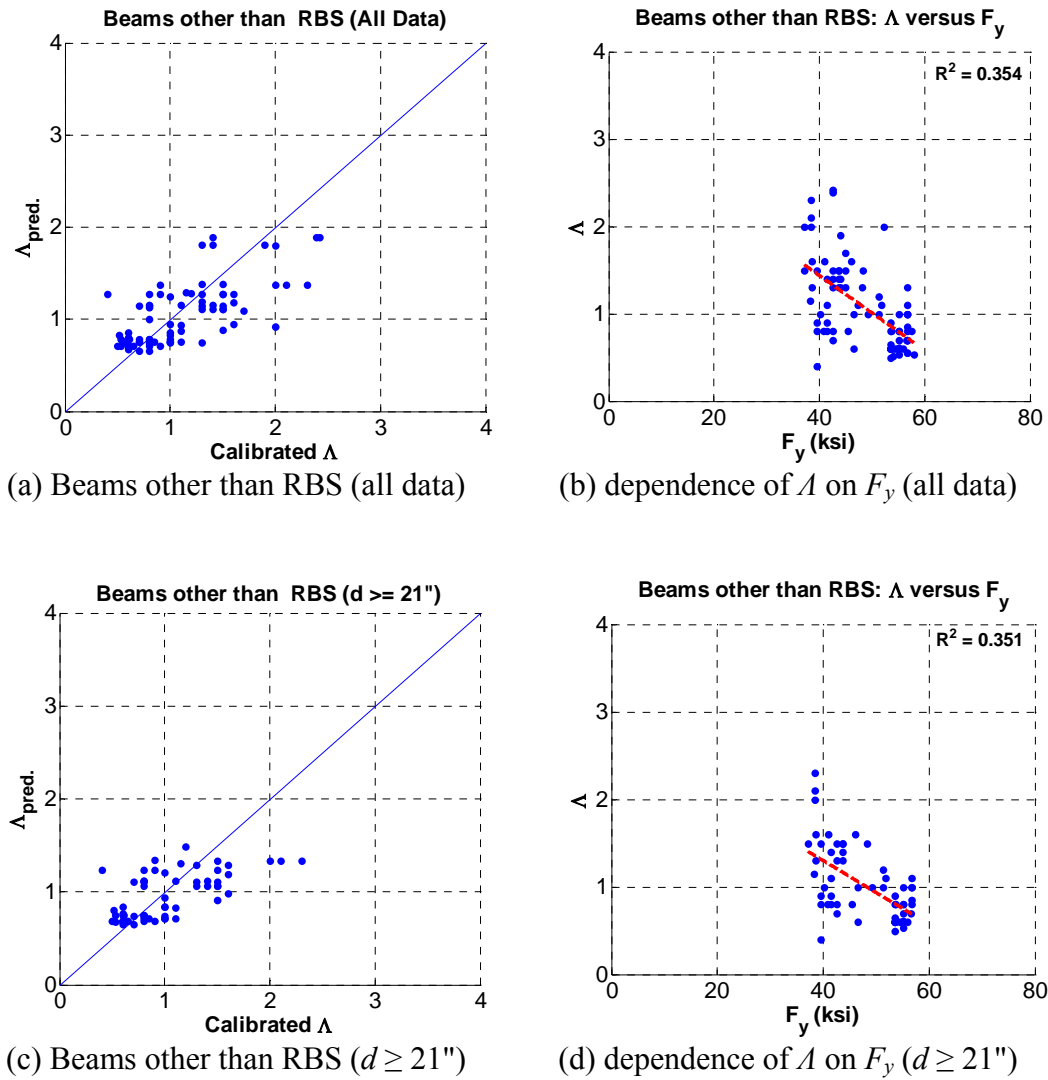 Beams other than RBS (All Data)
4
3
2
1
0
0
1
2
3
4
Λpred.
Calibrated Λ
(a) Beams other than RBS (all data)
Beams other than RBS: Λ versus Fy
R² = 0.354
4
3
2
1
0
0
20
40
60
80
Λ
Fy (ksi)
(b) dependence of Λ on Fy (all data)
Beams other than RBS (d >= 21")
4
3
2
1
0
0
1
2
3
4
Λpred.
Calibrated Λ
(c) Beams other than RBS (d ≥ 21")
Beams other than RBS: Λ versus Fy
R² = 0.351
4
3
2
1
0
0
20
40
60
80
Λ
Fy (ksi)
(d) dependence of Λ on Fy (d ≥ 21")